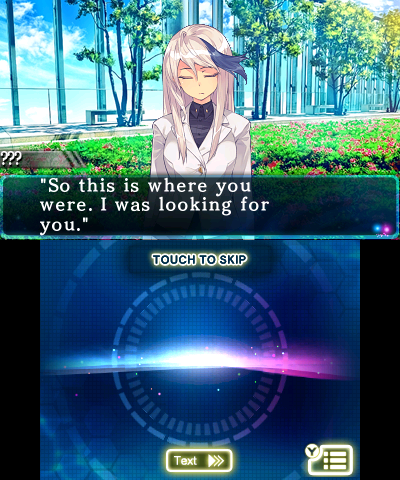 ???
"So this is where you
were. I was looking for
you."
TOUCH TO SKIP
Text
Y